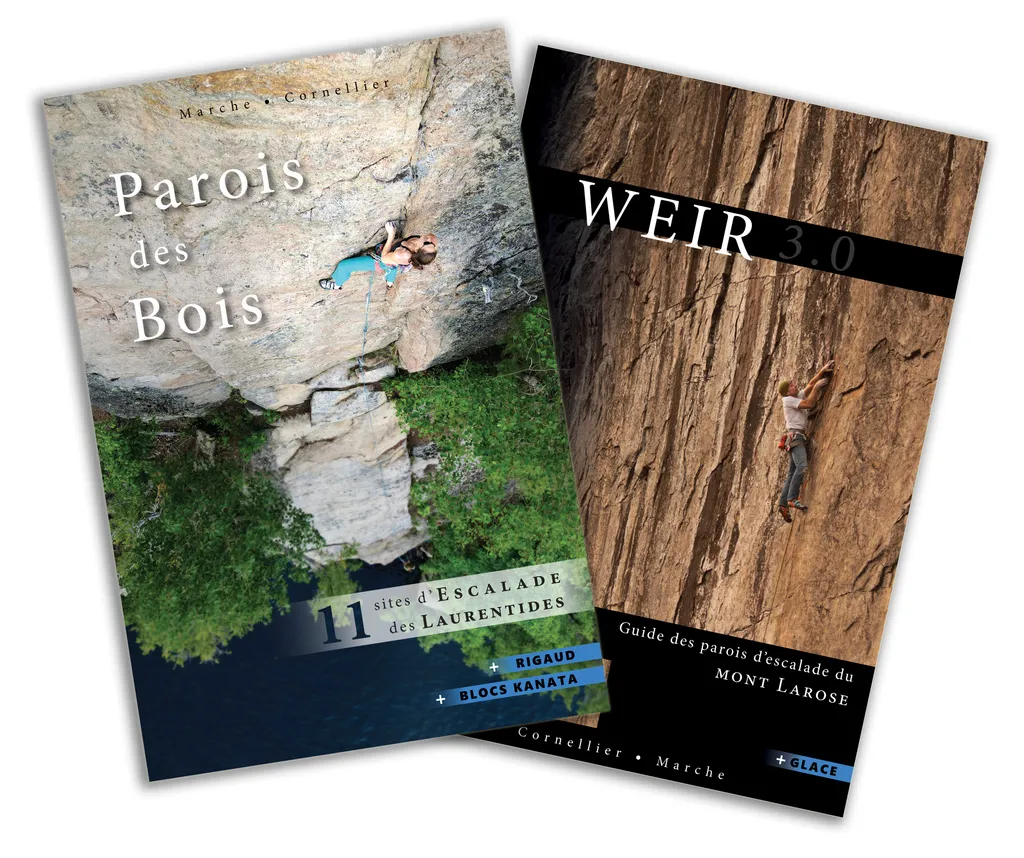 Marche • Cornellier
Parois
des
Bois
11 sites d'ESCALADE
des LAURENTIDES
+ RIGAUD
+ BLOCS KANATA
WEIR 3.0
Guide des parois d'escalade du
MONT LAROSE
Cornellier • Marche
+ GLACE